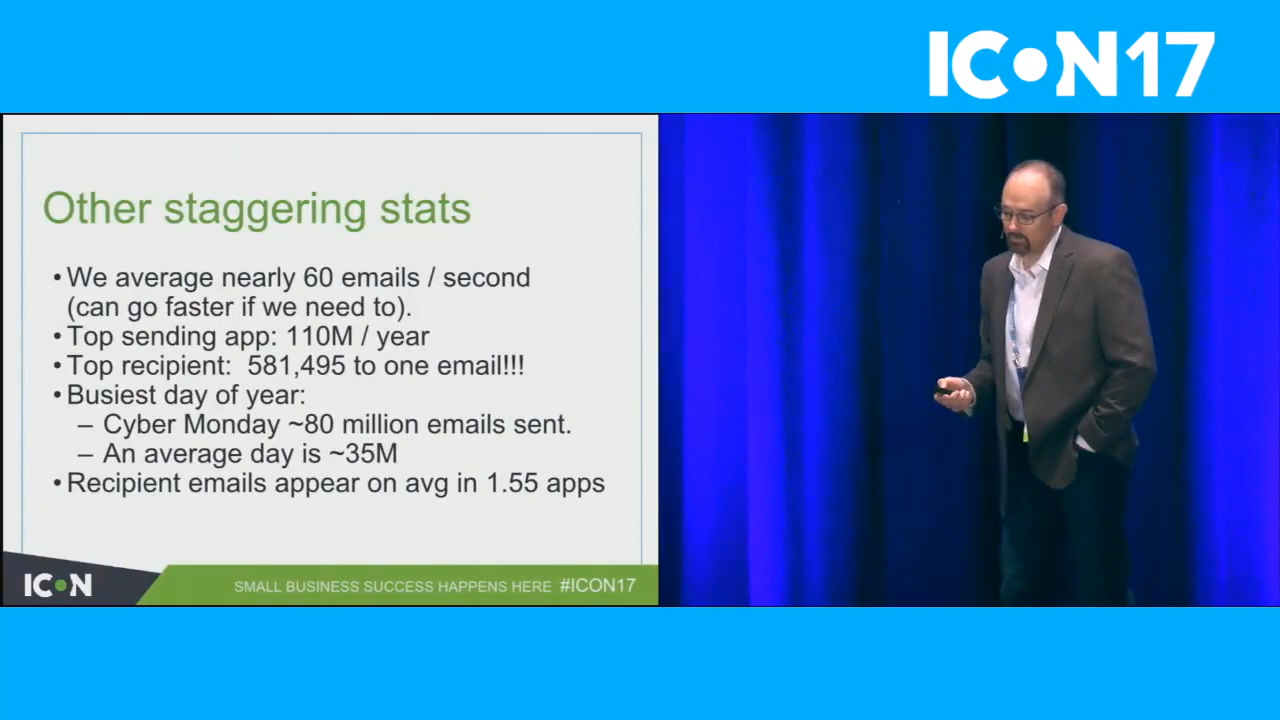 ICON17
Other staggering stats
• We average nearly 60 emails / second
(can go faster if we need to).
• Top sending app: 110M / year
• Top recipient:  581,495 to one email!!!
• Busiest day of year:
– Cyber Monday ~80 million emails sent.
– An average day is ~35M
• Recipient emails appear on avg in 1.55 apps
ICON
SMALL BUSINESS SUCCESS HAPPENS HERE #ICON17